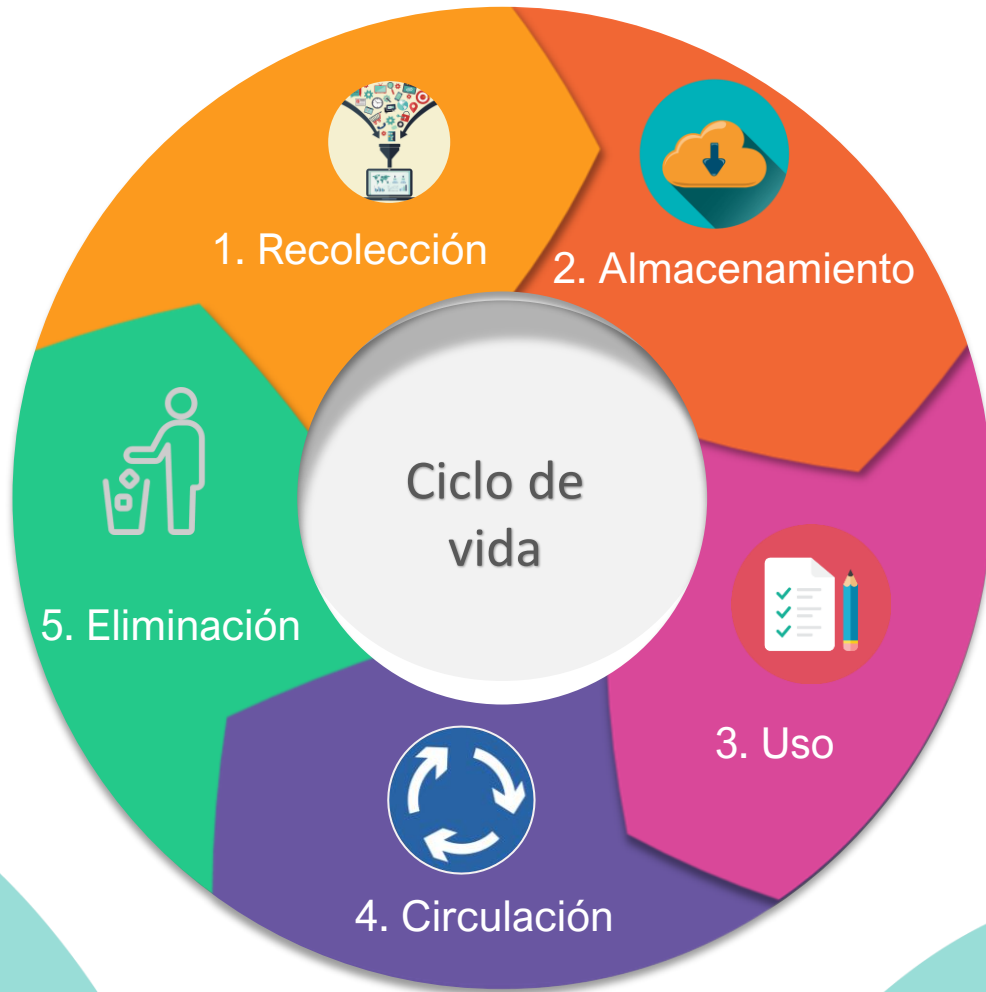 1. Recolección
2. Almacenamiento
3. Uso
4. Circulación
5. Eliminación
Ciclo de
vida